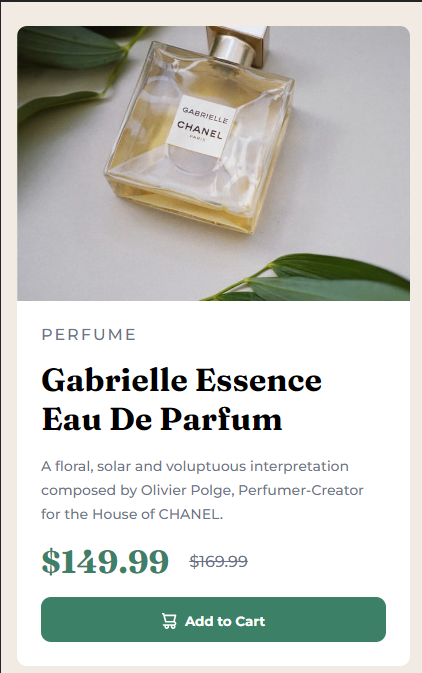 GABRIELLE
CHANEL
PARIS
PERFUME
Gabrielle Essence
Eau De Parfum
A floral, solar and voluptuous interpretation
composed by Olivier Polge, Perfumer-Creator
for the House of CHANEL.
$149.99 $169.99
Add to Cart